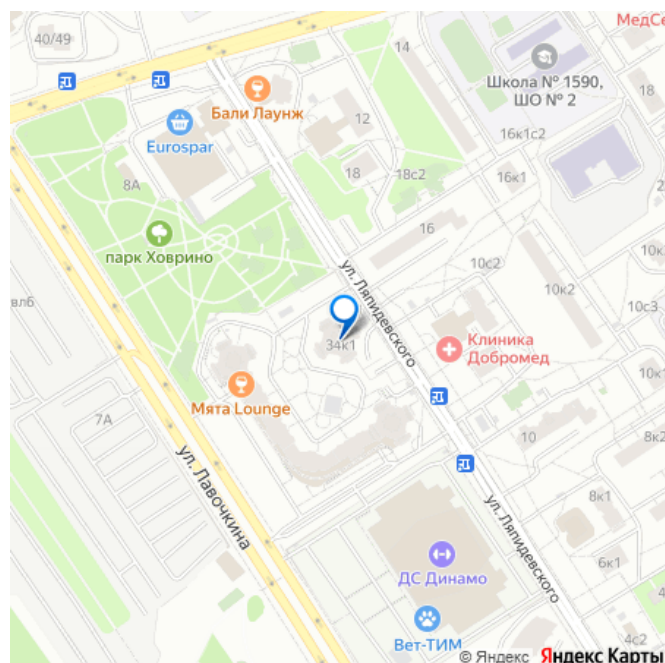 40/49
14
МедСе
Школа № 1590,
ШО № 2
18
Бали Лаунж
12
Eurospar
16к1с2
8А
18
18с2
16к1
парк Ховрино
16
10к
10с2
ул. Ляпидевского
10к2
10с3
34к1
Клиника
Добромед
10к1
Мята Lounge
7А
10
8к2
ул. Лавочкина
8к1
ул. Ляпидевского
ДС Динамо
6к1
Вет-ТИМ
4с2
© Яндекс Яндекс Карты